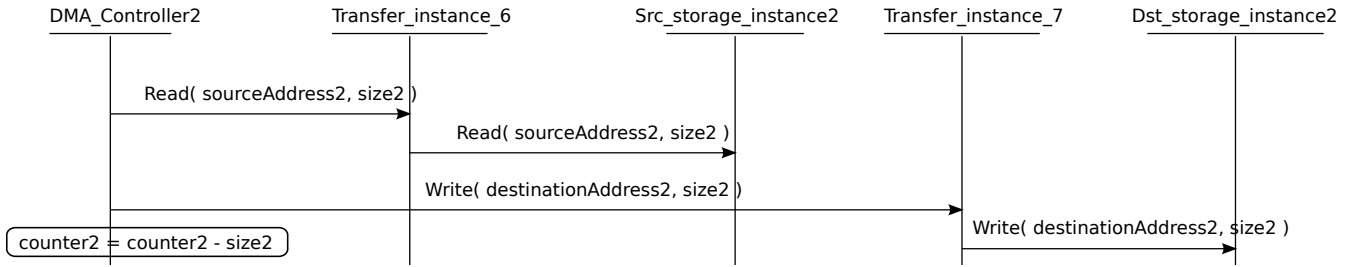 DMA_Controller2
Transfer_instance_6
Src_storage_instance2
Transfer_instance_7
Dst_storage_instance2
Read( sourceAddress2, size2 )
Read( sourceAddress2, size2 )
Write( destinationAddress2, size2 )
Write( destinationAddress2, size2 )
counter2 = counter2 - size2